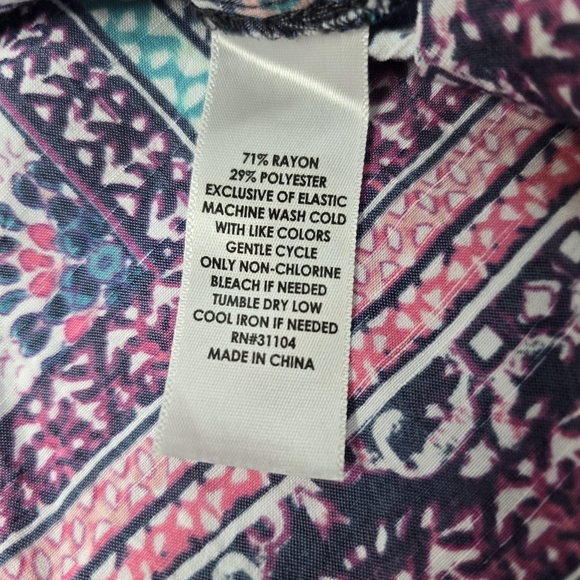 71% RAYON
29% POLYESTER
EXCLUSIVE OF ELASTIC
MACHINE WASH COLD
WITH LIKE COLORS
GENTLE CYCLE
ONLY NON-CHLORINE
BLEACH IF NEEDED
TUMBLE DRY LOW
COOL IRON IF NEEDED
RN#31104
MADE IN CHINA